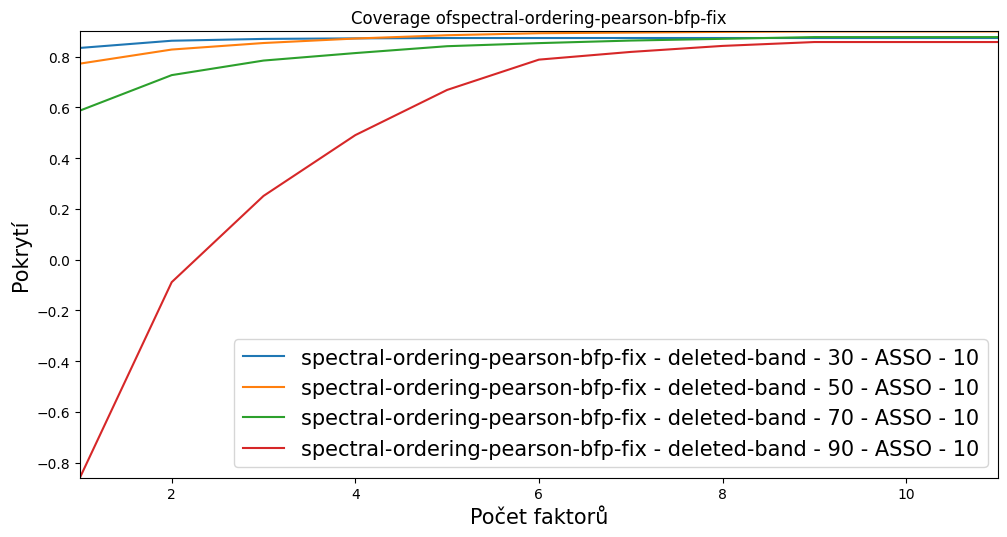 Coverage ofspectral-ordering-pearson-bfp-fix
0.8
0.6
0.4
0.2
0.0
−0.2
−0.4
−0.6
−0.8
Pokrytí
spectral-ordering-pearson-bfp-fix - deleted-band - 30 - ASSO - 10
spectral-ordering-pearson-bfp-fix - deleted-band - 50 - ASSO - 10
spectral-ordering-pearson-bfp-fix - deleted-band - 70 - ASSO - 10
spectral-ordering-pearson-bfp-fix - deleted-band - 90 - ASSO - 10
2 4 6 8 10
Počet faktorů